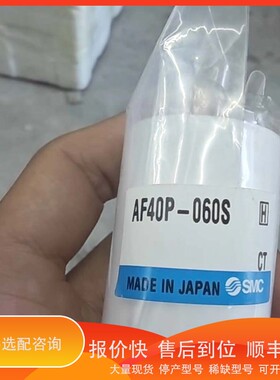 AF40P-060S
H
CT
MADE IN JAPAN SMC
选配咨询 报价快 售后到位 顺丰
大量现货 停产型号 稀缺型号 可开